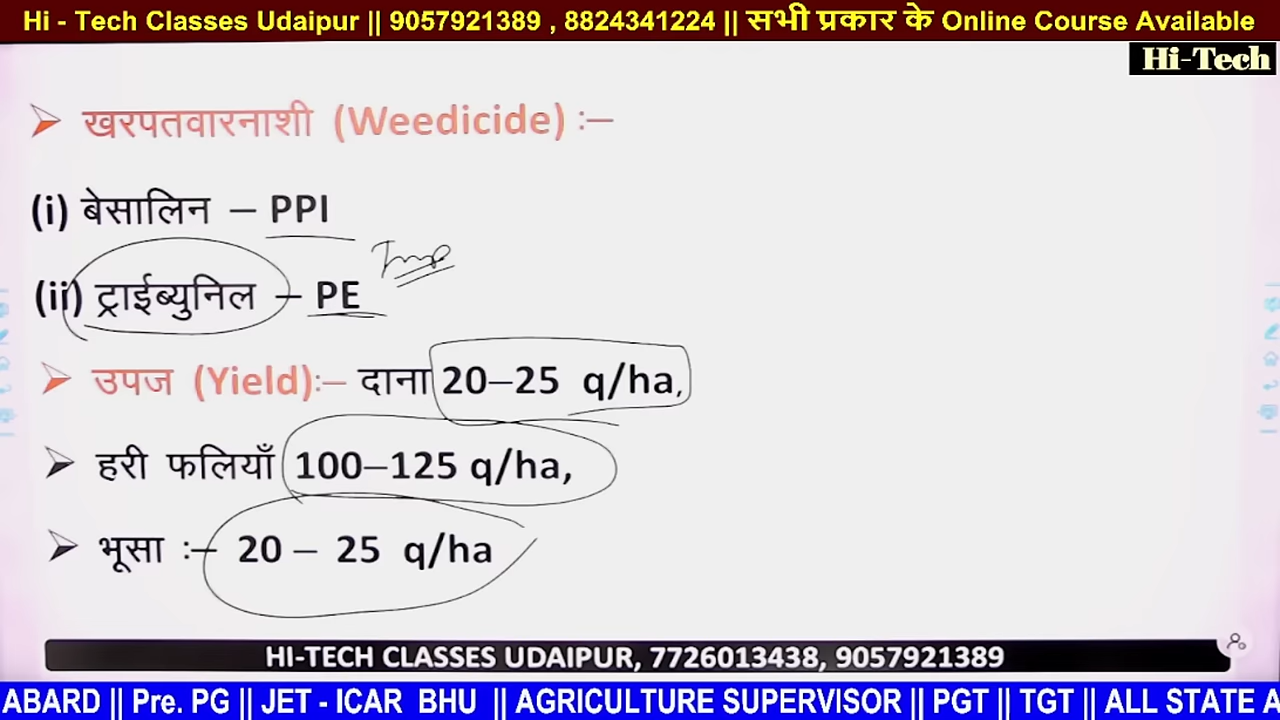 Hi - Tech Classes Udaipur || 9057921389 , 8824341224 || सभी प्रकार के Online Course Available
Hi-Tech
➢ खरपतवारनाशी (Weedicide) :–
(i) बेसालिन – PPI
Imp
(ii) ट्राईब्युनिल – PE
➢ उपज (Yield):– दाना 20–25 q/ha,
➢ हरी फलियाँ 100–125 q/ha,
➢ भूसा :– 20 – 25 q/ha
HI-TECH CLASSES UDAIPUR, 7726013438, 9057921389
ABARD || Pre. PG || JET - ICAR BHU || AGRICULTURE SUPERVISOR || PGT || TGT || ALL STATE A